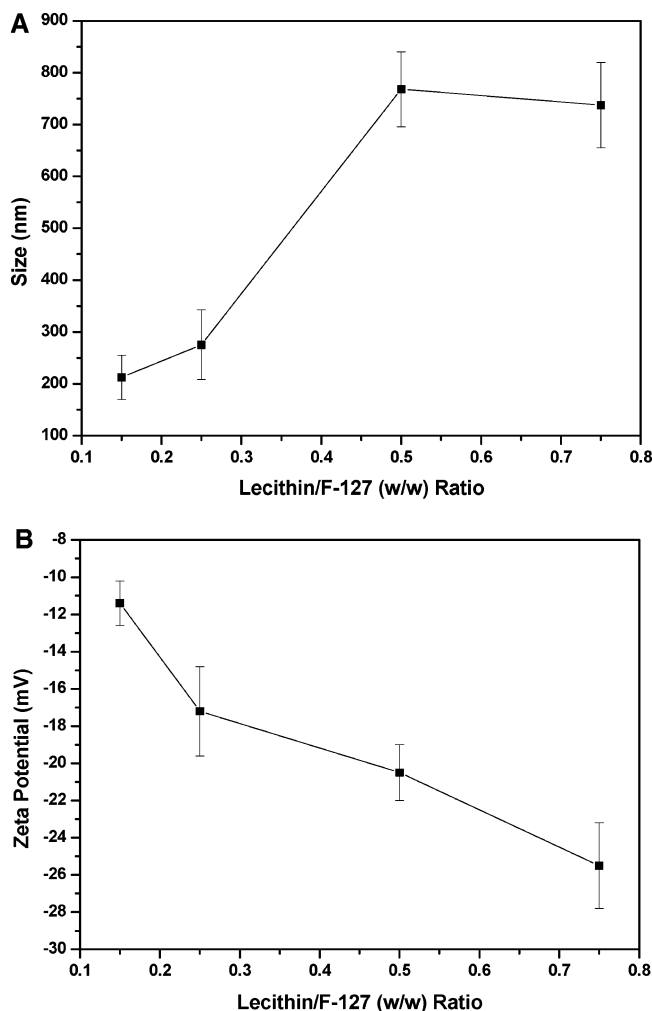 A
900
800
700
600
500
400
300
200
100
Size (nm)
0.1 0.2 0.3 0.4 0.5 0.6 0.7 0.8
Lecithin/F-127 (w/w) Ratio
B
-8
-10
-12
-14
-16
-18
-20
-22
-24
-26
-28
-30
Zeta Potential (mV)
0.1 0.2 0.3 0.4 0.5 0.6 0.7 0.8
Lecithin/F-127 (w/w) Ratio